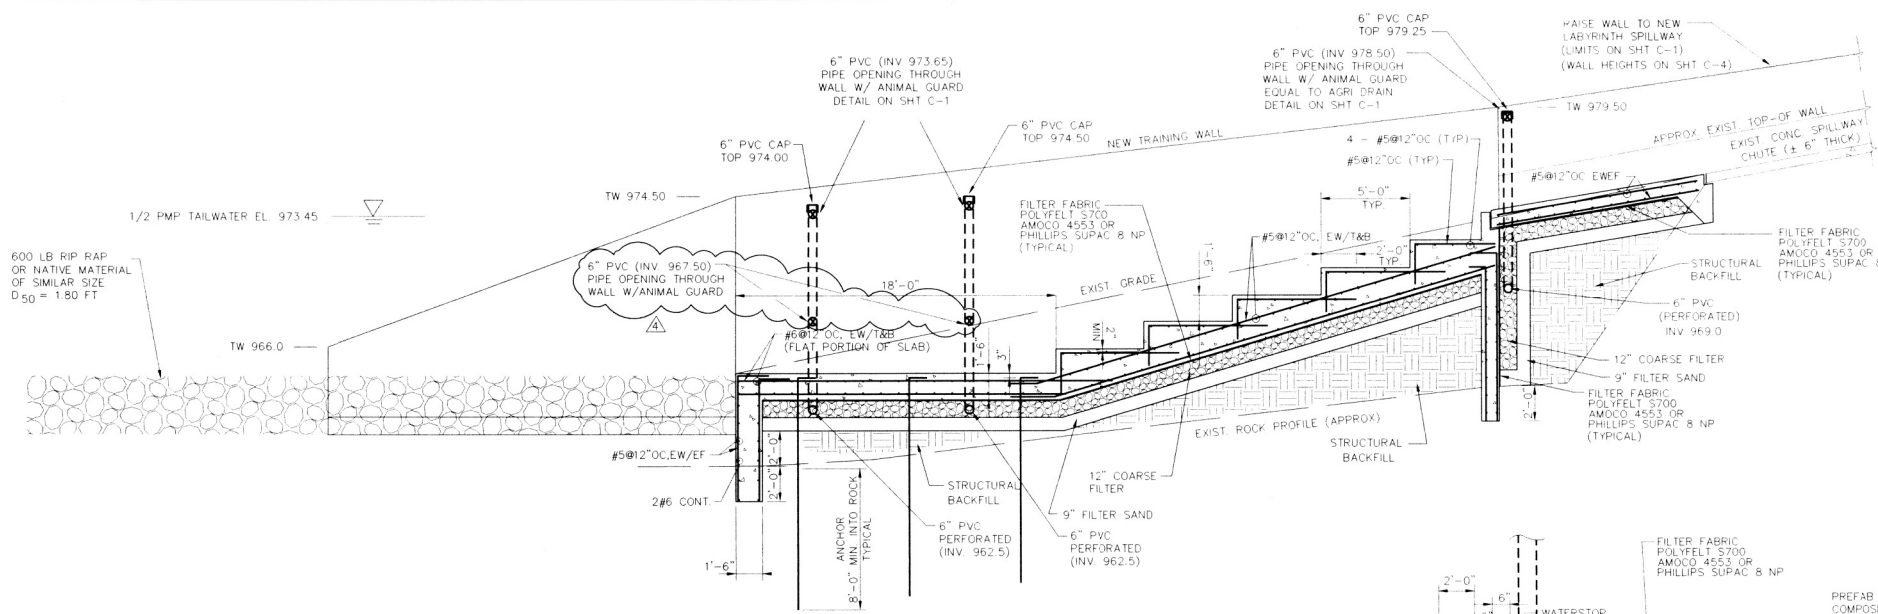 6" PVC CAP
TOP 979.25
RAISE WALL TO NEW
LABYRINTH SPILLWAY
(LIMITS ON SHT C-1)
(WALL HEIGHTS ON SHT C-4)
6" PVC (INV 978.50)
PIPE OPENING THROUGH
WALL W/ ANIMAL GUARD
EQUAL TO AGRI DRAIN
DETAIL ON SHT C-1
6" PVC (INV 973.65)
PIPE OPENING THROUGH
WALL W/ ANIMAL GUARD
DETAIL ON SHT C-1
TW 979.50
6" PVC CAP
TOP 974.50
NEW TRAINING WALL
APPROX. EXIST. TOP-OF WALL
EXIST. CONC SPILLWAY
CHUTE (± 6" THICK)
6" PVC CAP
TOP 974.00
4 - #5@12"OC (TYP)
#5@12"OC (TYP)
#5@12"OC EWEF
TW 974.50
5'-0"
TYP.
1/2 PMP TAILWATER EL. 973.45
FILTER FABRIC
POLYFELT S700
AMOCO 4553 OR
PHILLIPS SUPAC 8 NP
(TYPICAL)
#5@12"OC, EW/T&B
2'-0"
TYP
1'-6"
FILTER FABRIC
POLYFELT S700
AMOCO 4553 OR
PHILLIPS SUPAC 8
(TYPICAL)
600 LB RIP RAP
OR NATIVE MATERIAL
OF SIMILAR SIZE
D50 = 1.80 FT
6" PVC (INV. 967.50)
PIPE OPENING THROUGH
WALL W/ANIMAL GUARD
4
18'-0"
EXIST. GRADE
STRUCTURAL
BACKFILL
6" PVC
(PERFORATED)
INV 969.0
TW 966.0
#6@12"OC, EW/T&B
(FLAT PORTION OF SLAB)
1'-6"
3"
2"
MIN
12" COARSE FILTER
9" FILTER SAND
FILTER FABRIC
POLYFELT S700
AMOCO 4553 OR
PHILLIPS SUPAC 8 NP
(TYPICAL)
2'-0"
EXIST. ROCK PROFILE (APPROX)
STRUCTURAL
BACKFILL
#5@12"OC,EW/EF
2'-0"
2'-0"
2#6 CONT.
STRUCTURAL
BACKFILL
12" COARSE
FILTER
9" FILTER SAND
6" PVC
PERFORATED
(INV. 962.5)
6" PVC
PERFORATED
(INV. 962.5)
1'-6"
ANCHOR
8'-0" MIN INTO ROCK
TYPICAL
FILTER FABRIC
POLYFELT S700
AMOCO 4553 OR
PHILLIPS SUPAC 8 NP
2'-0"
6"
WATERSTOP
PREFAB